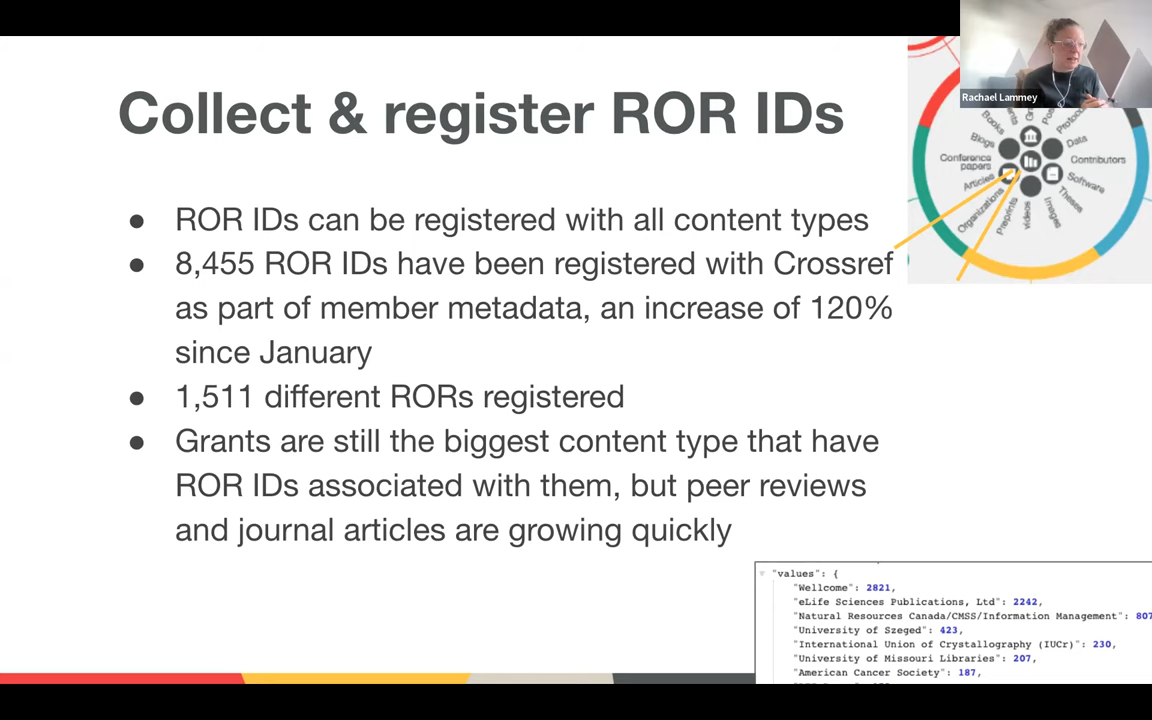 Collect & register ROR IDs
● ROR IDs can be registered with all content types
● 8,455 ROR IDs have been registered with Crossref
as part of member metadata, an increase of 120%
since January
● 1,511 different RORs registered
● Grants are still the biggest content type that have
ROR IDs associated with them, but peer reviews
and journal articles are growing quickly
Rachael Lammey
Books
Blogs
Conference
papers
Articles
Organizations
Preprints
videos
Images
Theses
Software
Contributors
Data
"values": {
"Wellcome": 2821,
"eLife Sciences Publications, Ltd": 2242,
"Natural Resources Canada/CMSS/Information Management": 807
"University of Szeged": 423,
"International Union of Crystallography (IUCr)": 230,
"University of Missouri Libraries": 207,
"American Cancer Society": 187,